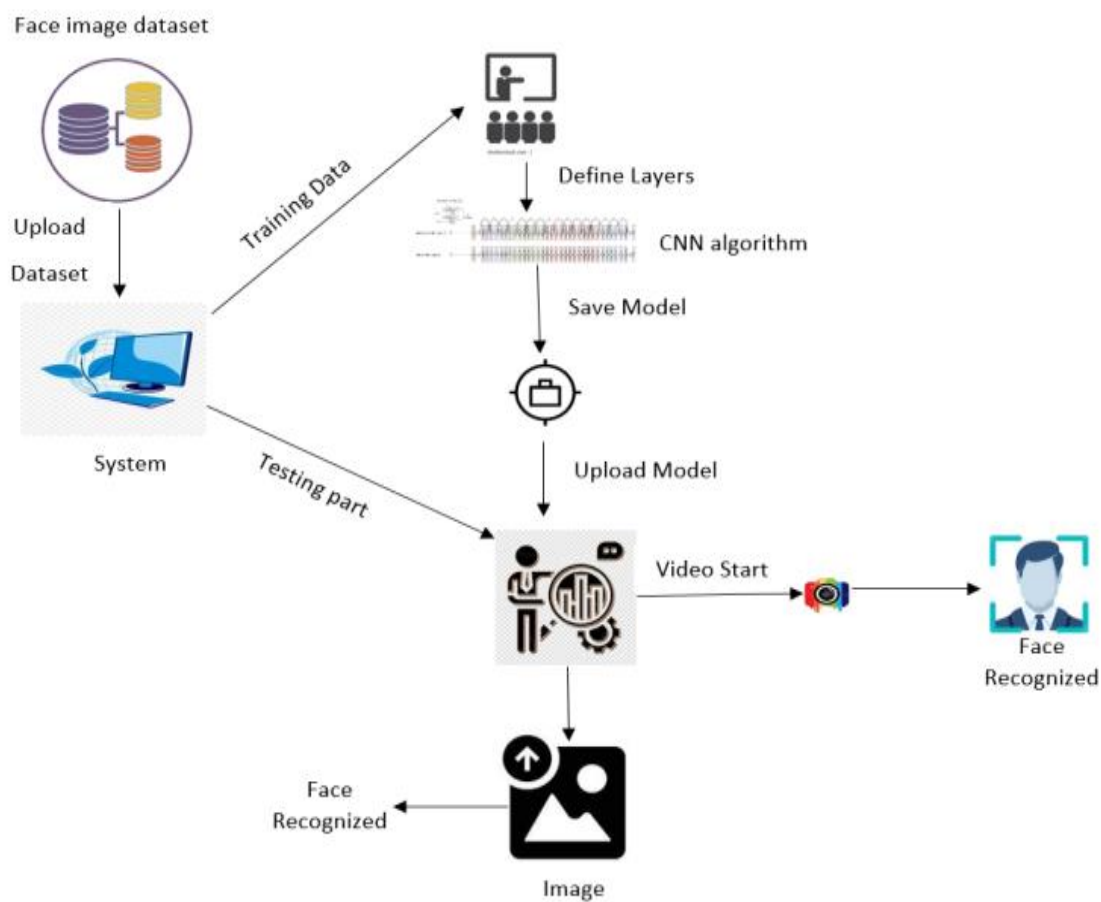 Face image dataset
Upload
Dataset
System
Training Data
Define Layers
CNN algorithm
Save Model
Upload Model
Testing part
B
Video Start
Face
Recognized
Face
Recognized
Image